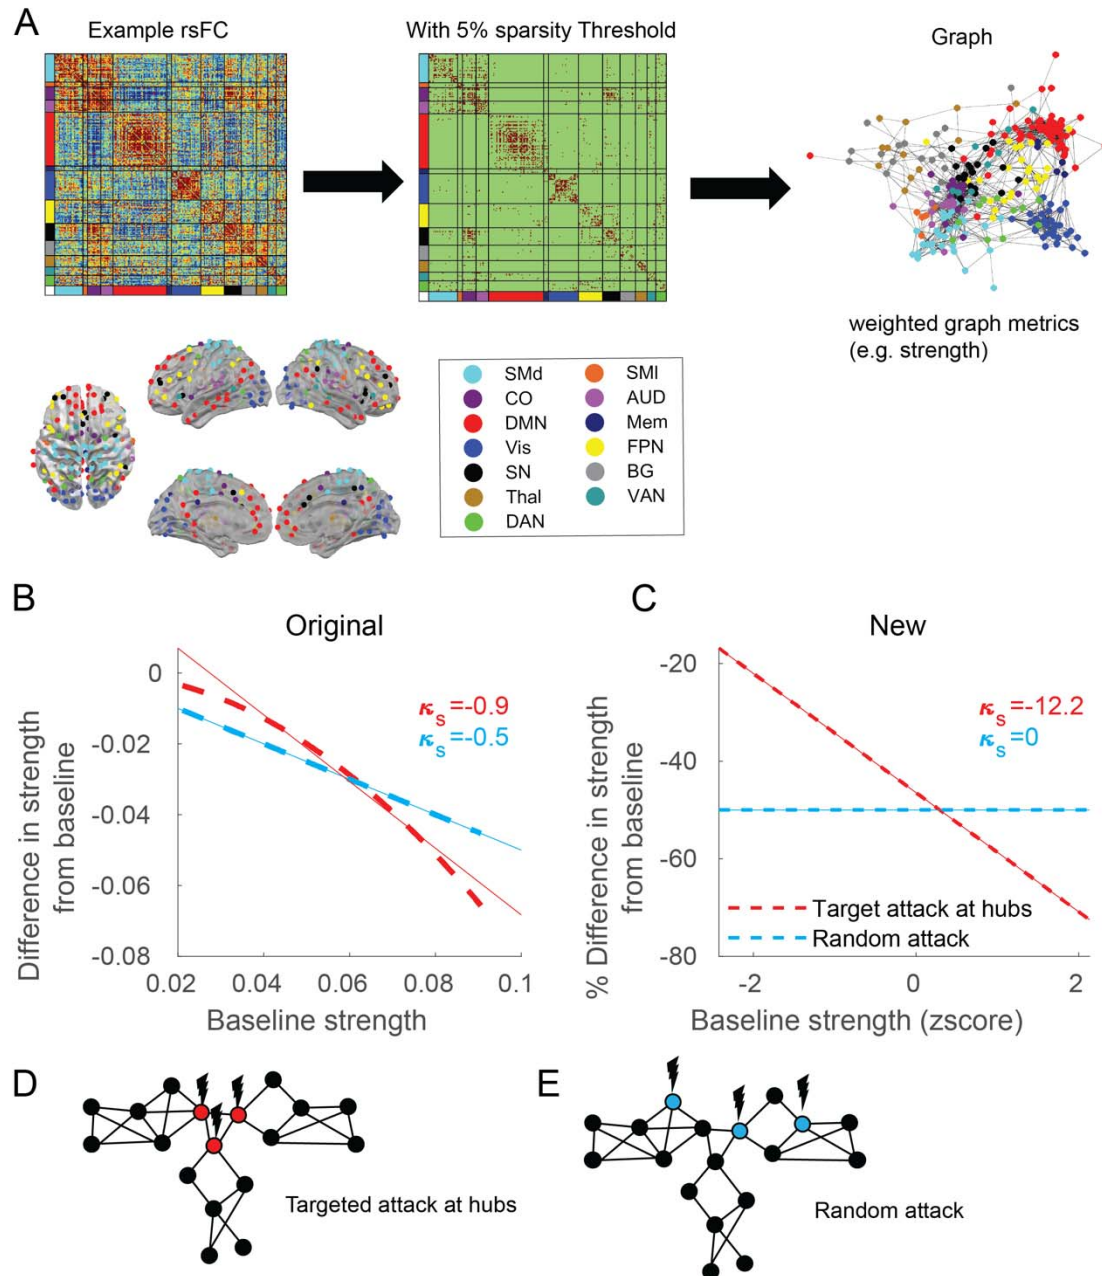 A
Example rsFC
With 5% sparsity Threshold
Graph
weighted graph metrics
(e.g. strength)
SMd
SMl
CO
AUD
DMN
Mem
Vis
FPN
SN
BG
Thal
VAN
DAN
B
Original
Difference in strength
from baseline
0
-0.02
-0.04
-0.06
-0.08
0.02
0.04
0.06
0.08
0.1
Baseline strength
κs=-0.9
κs=-0.5
C
New
% Difference in strength
from baseline
-20
-40
-60
-80
-2
0
2
Baseline strength (zscore)
κs=-12.2
κs=0
Target attack at hubs
Random attack
D
Targeted attack at hubs
E
Random attack